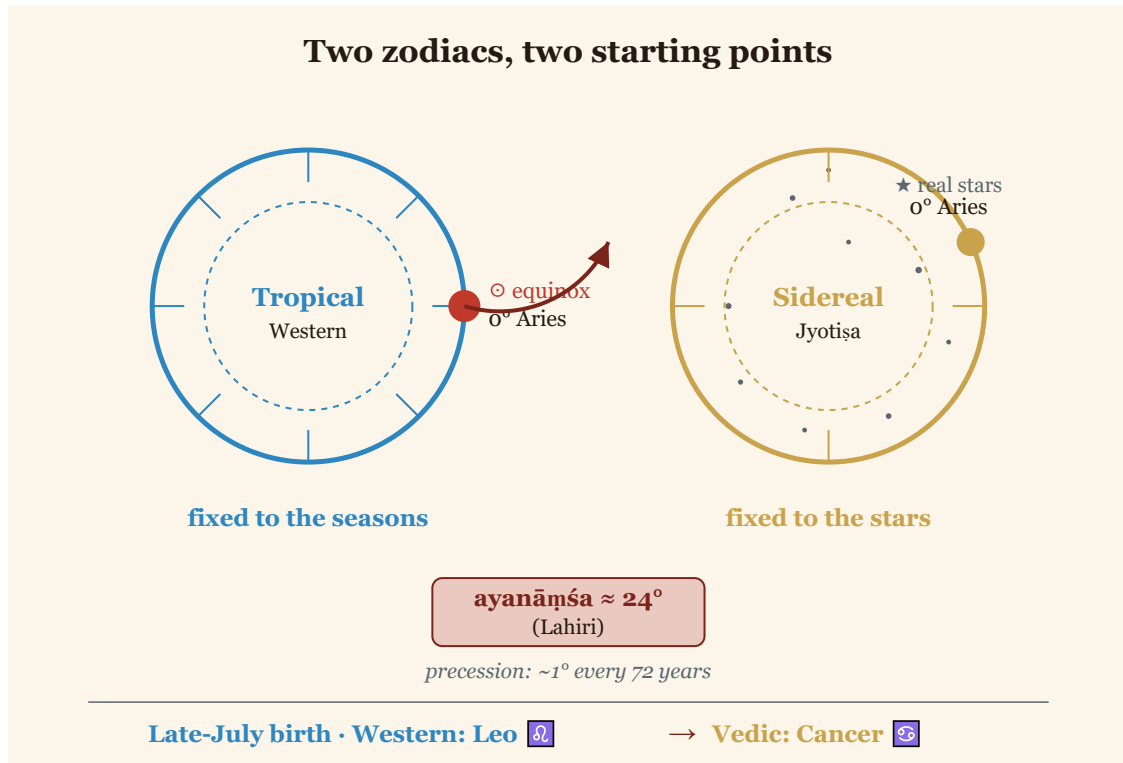 Two zodiacs, two starting points
★ real stars
0° Aries
☉ equinox
0° Aries
Tropical
Western
Sidereal
Jyotiṣa
fixed to the seasons
fixed to the stars
ayanāṃśa ≈ 24°
(Lahiri)
precession: ~1° every 72 years
Late-July birth · Western: Leo ♌ → Vedic: Cancer ♋